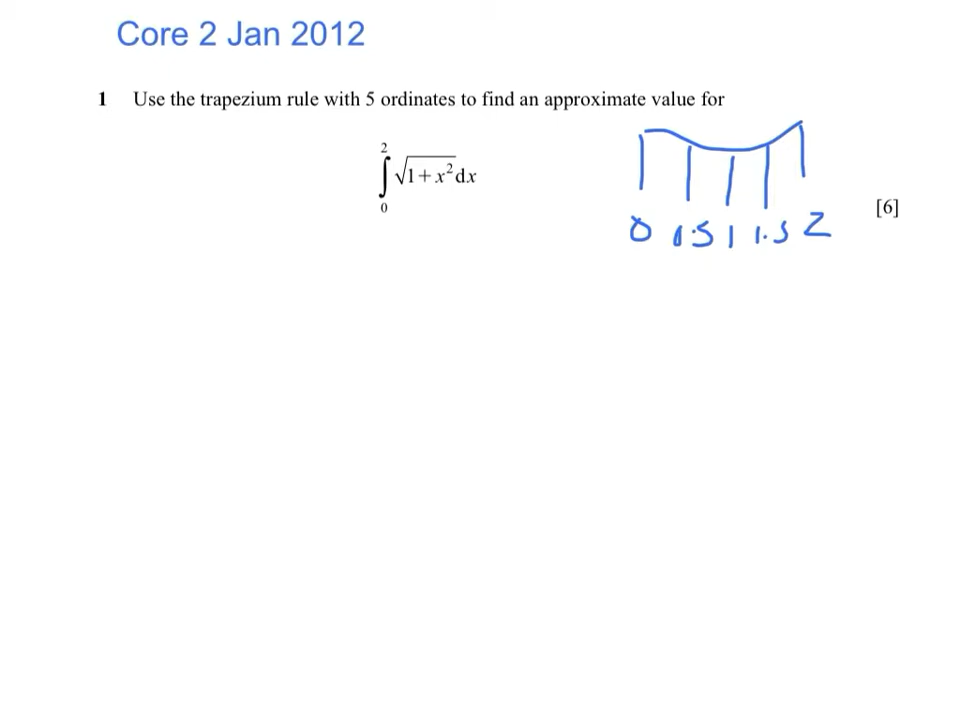 Core 2 Jan 2012
1 Use the trapezium rule with 5 ordinates to find an approximate value for
∫₀² √(1 + x²) dx
[6]
0 0.5 1 1.5 2